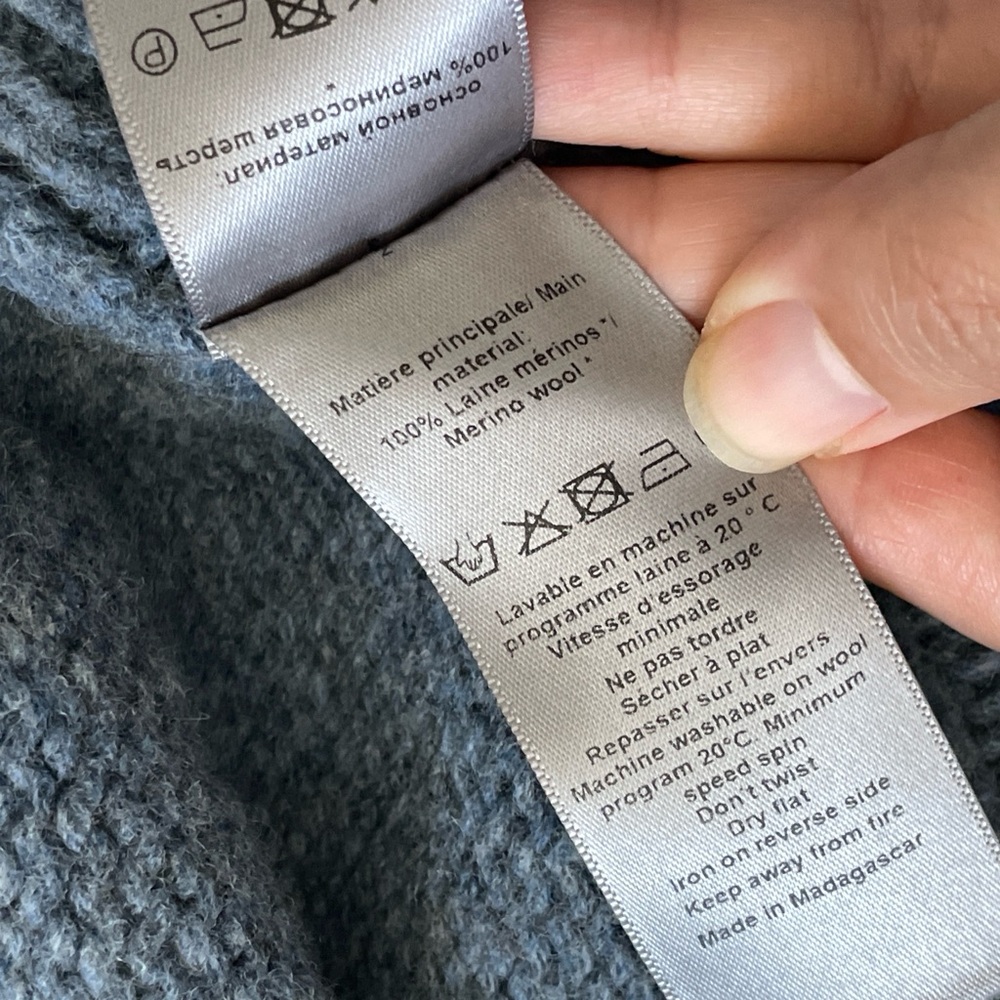 основной материал:
100% мериносовая шерсть
*
P
Matière principale/ Main
material:
100% Laine mérinos */
Merino wool *
Lavable en machine sur
programme laine à 20 ° C
Vitesse d'essorage
minimale
Ne pas tordre
Sécher à plat
Repasser sur l'envers
Machine washable on wool
program 20°C Minimum
speed spin
Don't twist
Dry flat
Iron on reverse side
Keep away from fire
Made in Madagascar